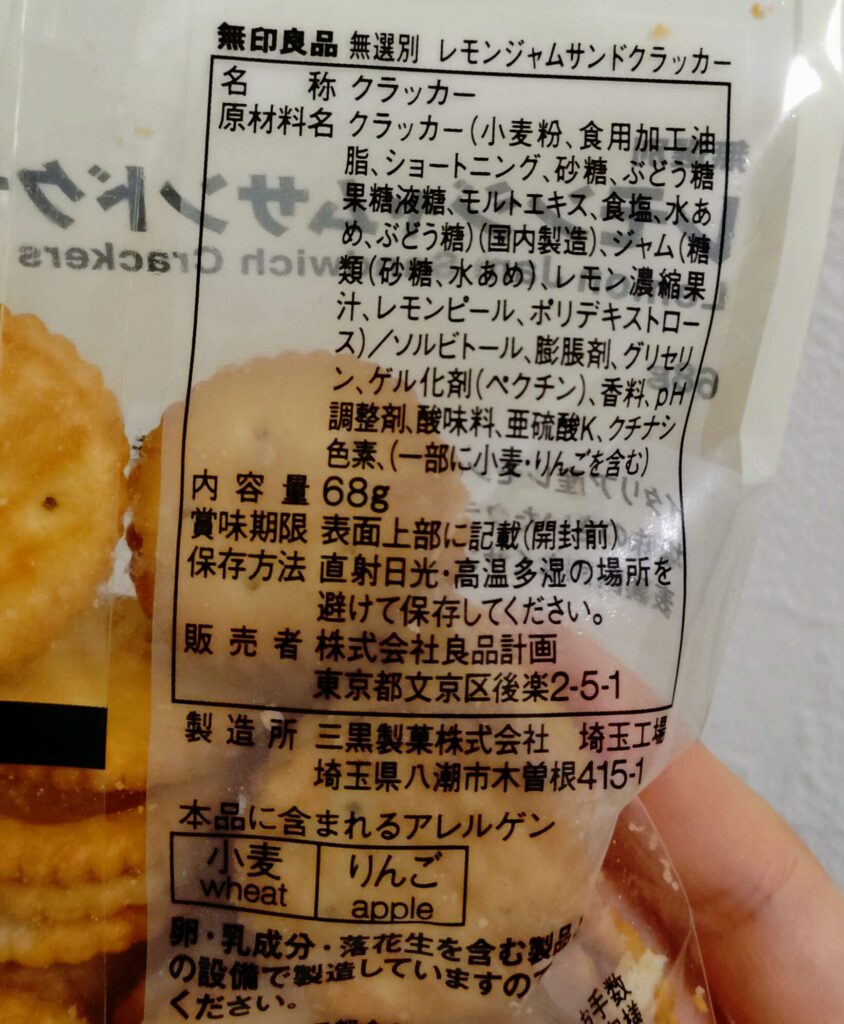 無印良品 無選別 レモンジャムサンドクラッカー
名称 クラッカー
原材料名 クラッカー(小麦粉、食用加工油
脂、ショートニング、砂糖、ぶどう糖
果糖液糖、モルトエキス、食塩、水あ
め、ぶどう糖)(国内製造)、ジャム(糖
類(砂糖、水あめ)、レモン濃縮果
汁、レモンピール、ポリデキストロー
ス)/ソルビトール、膨脹剤、グリセリ
ン、ゲル化剤(ペクチン)、香料、pH
調整剤、酸味料、亜硫酸K、クチナシ
色素、(一部に小麦・りんごを含む)
内容量 68g
賞味期限 表面上部に記載(開封前)
保存方法 直射日光・高温多湿の場所を
避けて保存してください。
販売者 株式会社良品計画
東京都文京区後楽2-5-1
製造所 三黒製菓株式会社 埼玉工場
埼玉県八潮市木曽根415-1
本品に含まれるアレルゲン
小麦 りんご
wheat apple
卵・乳成分・落花生を含む製品
の設備で製造していますので
ください。
手数
様